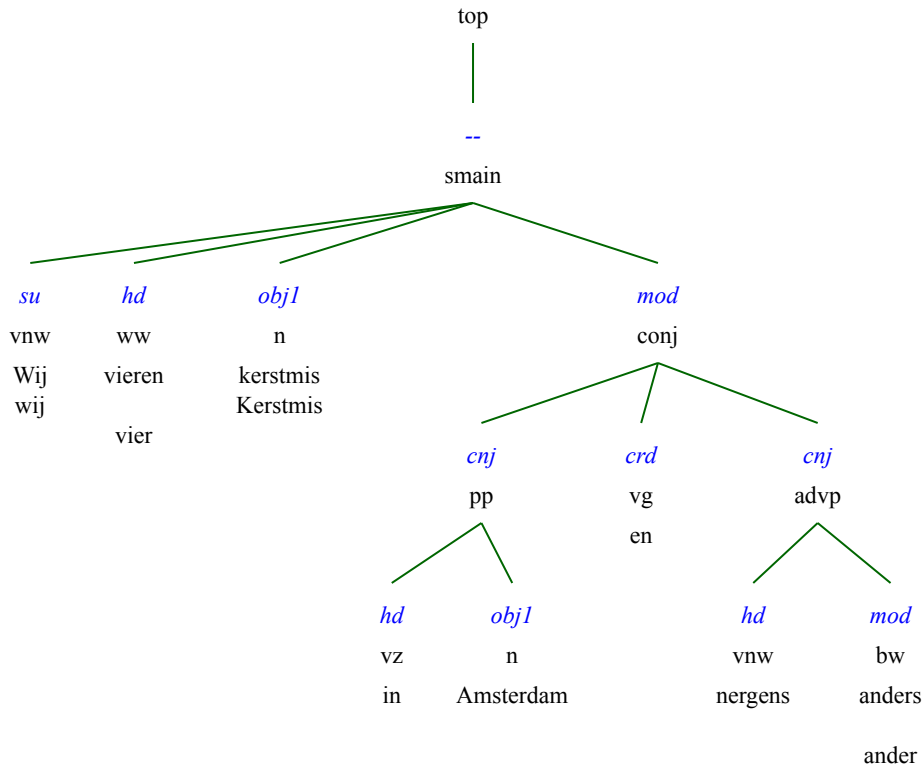 top
--
smain
su hd obj1 mod
vnw ww n conj
Wij vieren kerstmis
wij Kerstmis
vier
cnj crd cnj
pp vg advp
en
hd obj1 hd mod
vz n vnw bw
in Amsterdam nergens anders
ander